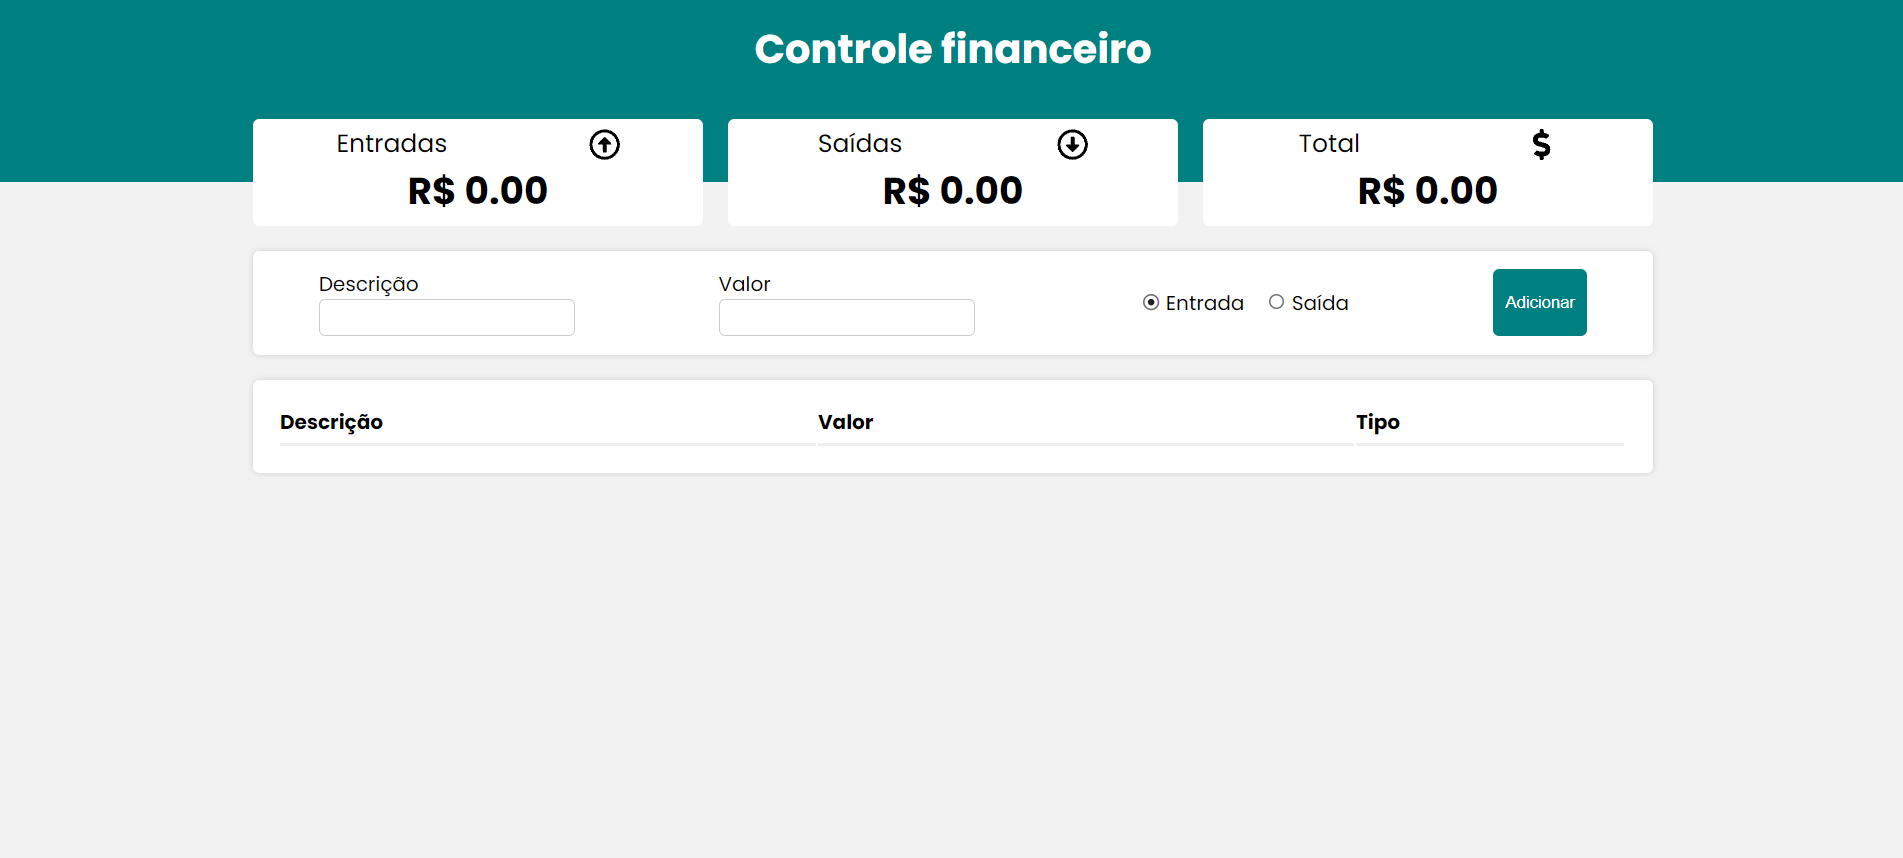 Controle financeiro
Entradas
R$ 0.00
Saídas
R$ 0.00
Total
$
R$ 0.00
Descrição
Valor
Entrada Saída
Adicionar
Descrição Valor Tipo